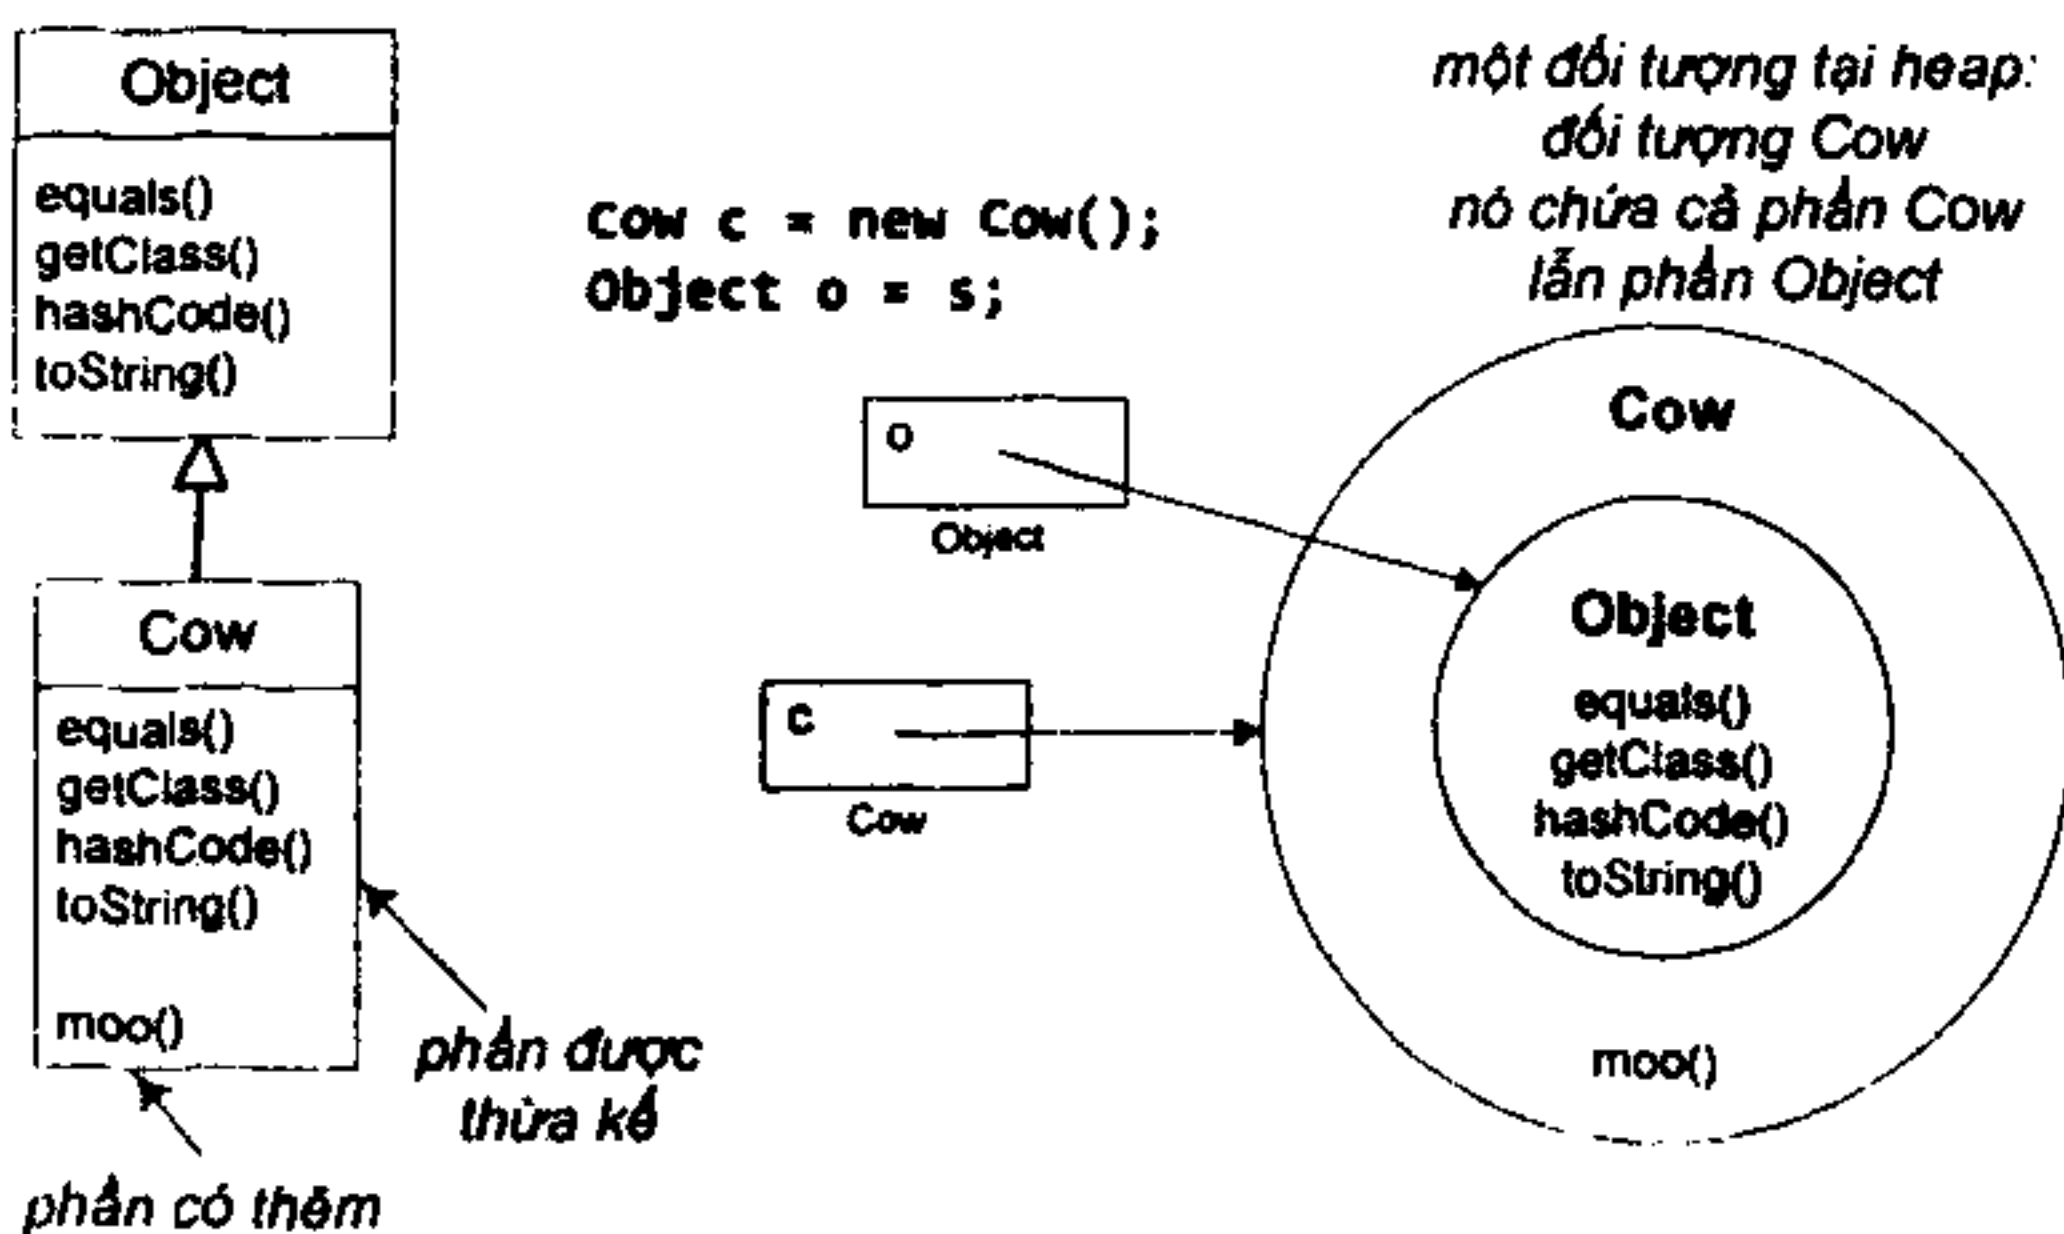 Object
equals()
getClass()
hashCode()
toString()
Cow
equals()
getClass()
hashCode()
toString()
moo()
phần được
thừa kế
phần có thêm
Cow c = new Cow();
Object o = s;
o
Object
c
Cow
một đối tượng tại heap:
đối tượng Cow
nó chứa cả phần Cow
lẫn phần Object
Cow
Object
equals()
getClass()
hashCode()
toString()
moo()